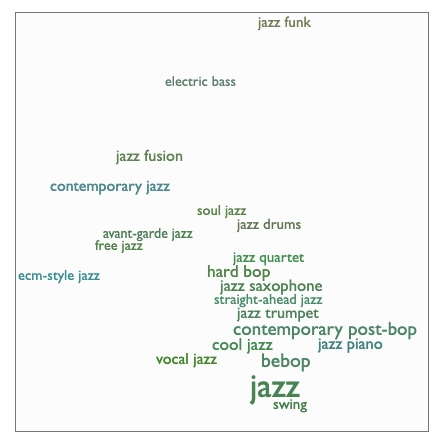 jazz funk
electric bass
jazz fusion
contemporary jazz
soul jazz
jazz drums
avant-garde jazz
free jazz
jazz quartet
hard bop
ecm-style jazz
jazz saxophone
straight-ahead jazz
jazz trumpet
contemporary post-bop
cool jazz
jazz piano
vocal jazz
bebop
jazz
swing